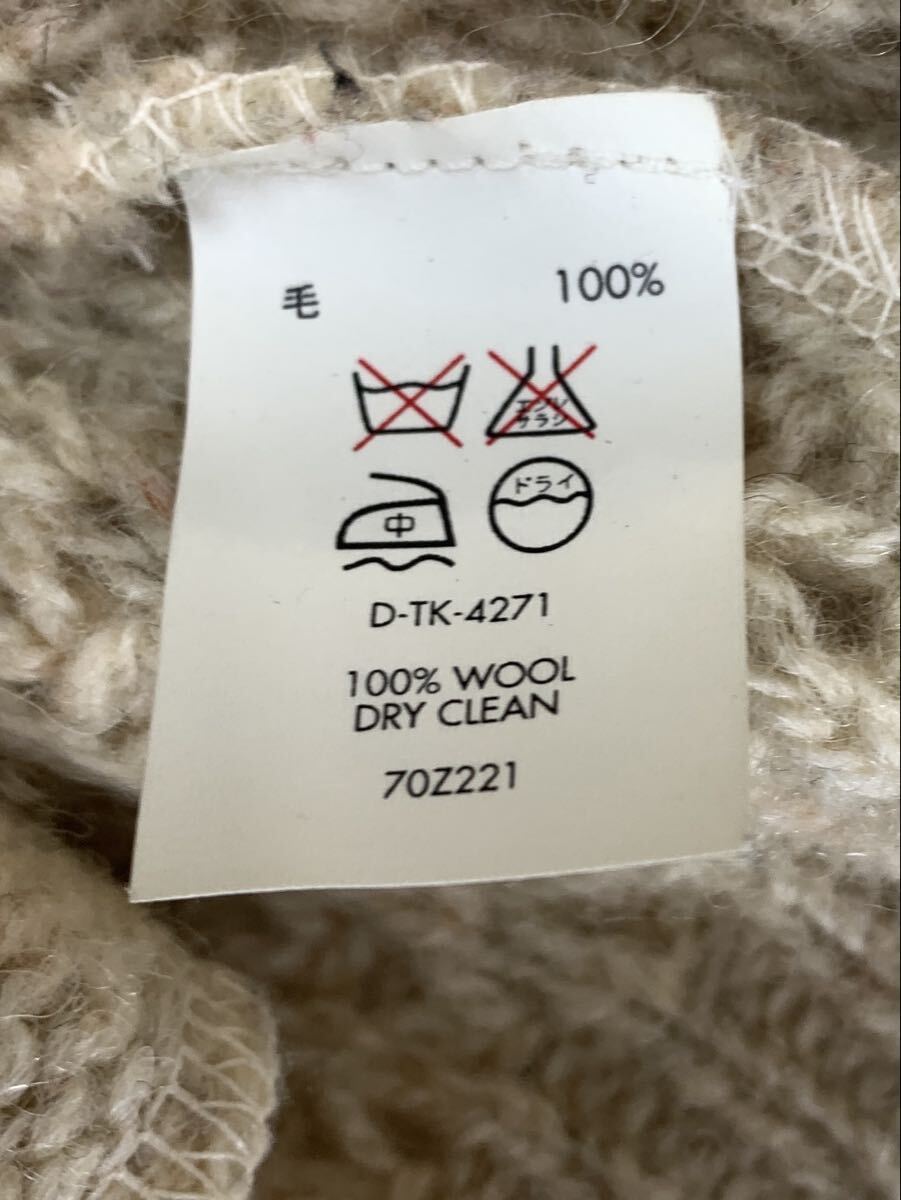 毛 100%
エンソ
サラシ
中 ドライ
D-TK-4271
100% WOOL
DRY CLEAN
70Z221